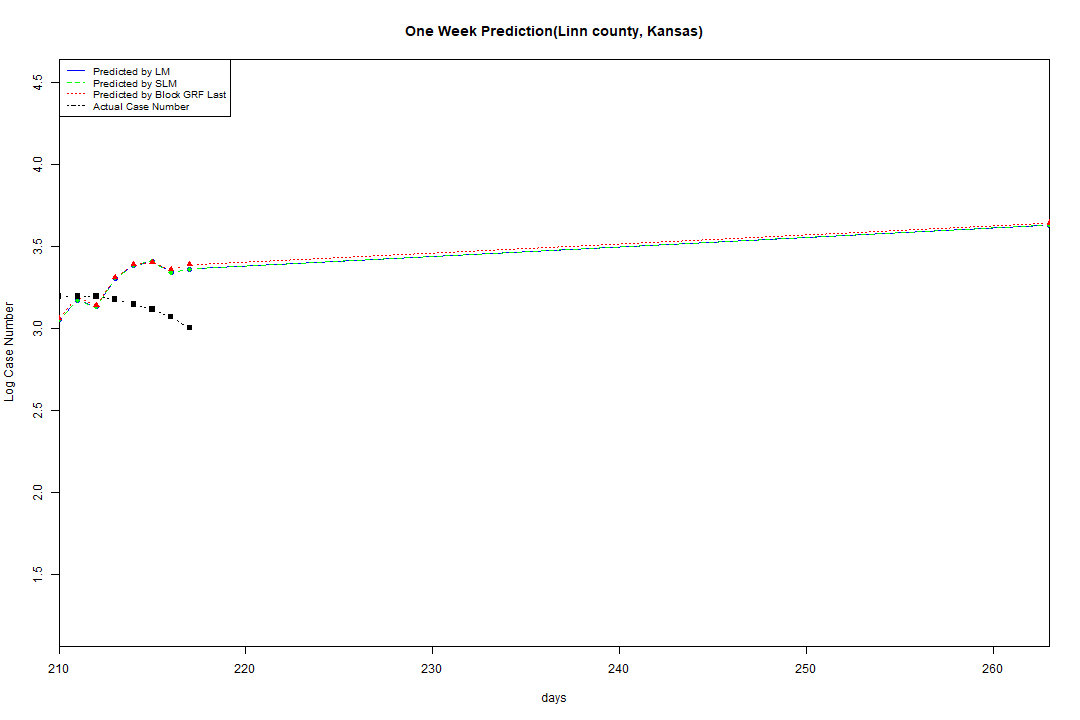 One Week Prediction(Linn county, Kansas)
Predicted by LM
Predicted by SLM
Predicted by Block GRF Last
Actual Case Number
4.5
4.0
3.5
3.0
2.5
2.0
1.5
Log Case Number
210 220 230 240 250 260
days